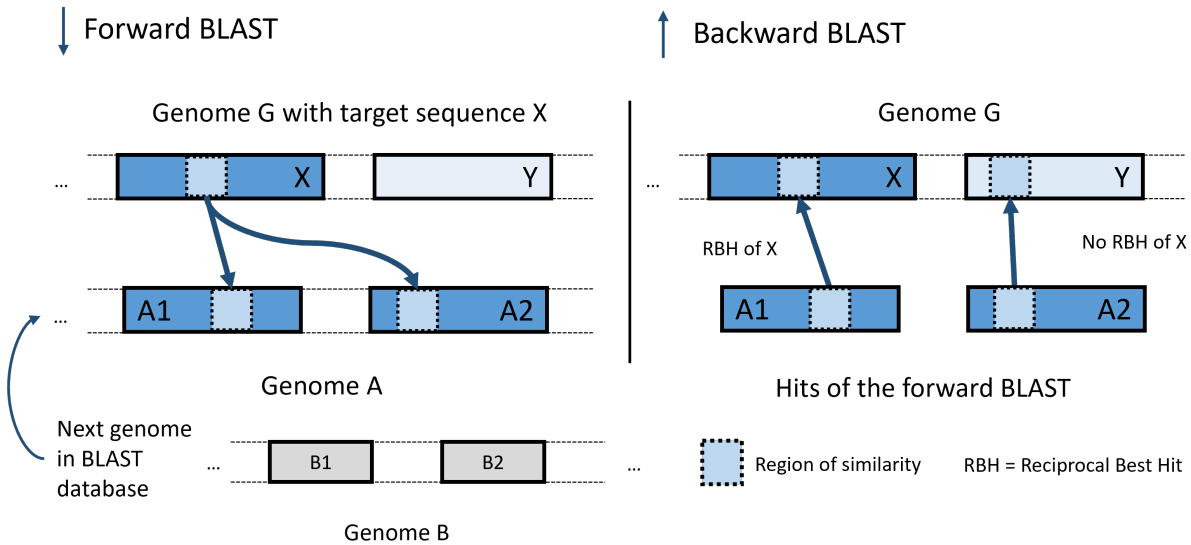 Forward BLAST
Backward BLAST
Genome G with target sequence X
Genome G
... X Y
... X Y
RBH of X
No RBH of X
... A1 A2
A1 A2
Genome A
Hits of the forward BLAST
Next genome
in BLAST
database
... B1 B2 ...
Region of similarity
RBH = Reciprocal Best Hit
Genome B